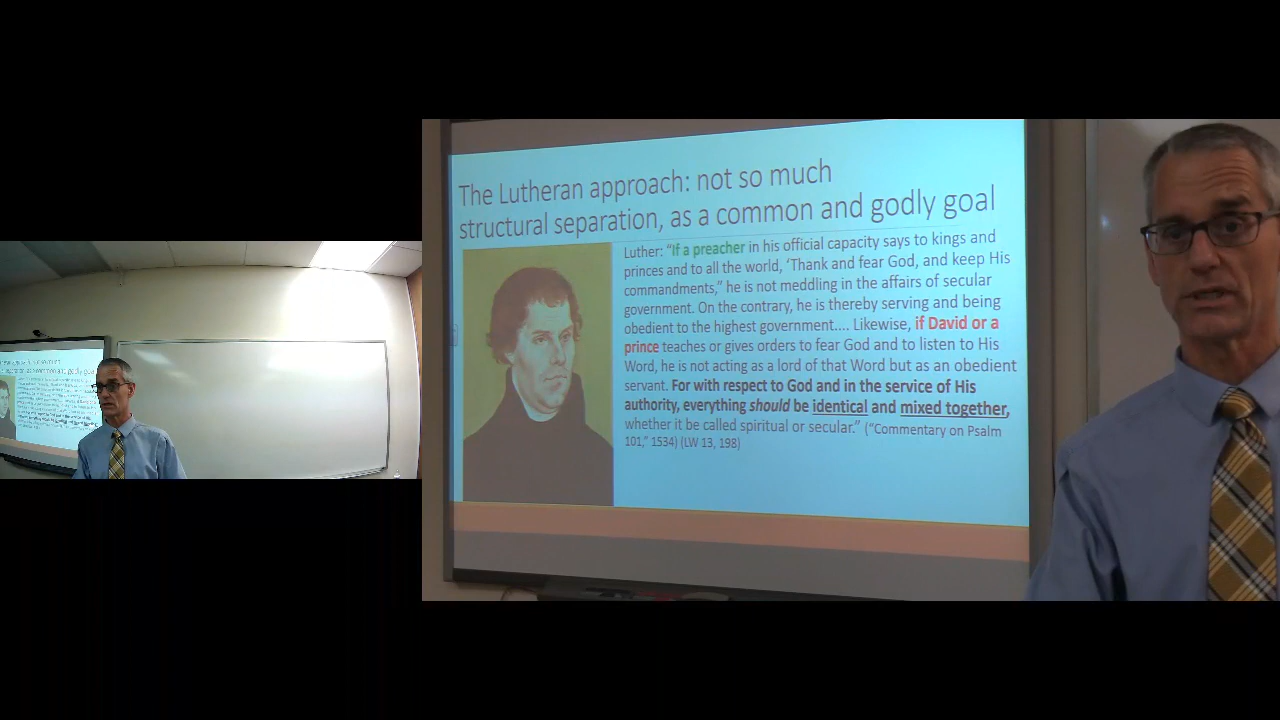 The Lutheran approach: not so much
structural separation, as a common and godly goal
Luther: “If a preacher in his official capacity says to kings and
princes and to all the world, ‘Thank and fear God, and keep His
commandments,” he is not meddling in the affairs of secular
government. On the contrary, he is thereby serving and being
obedient to the highest government.... Likewise, if David or a
prince teaches or gives orders to fear God and to listen to His
Word, he is not acting as a lord of that Word but as an obedient
servant. For with respect to God and in the service of His
authority, everything should be identical and mixed together,
whether it be called spiritual or secular.” (“Commentary on Psalm
101,” 1534) (LW 13, 198)